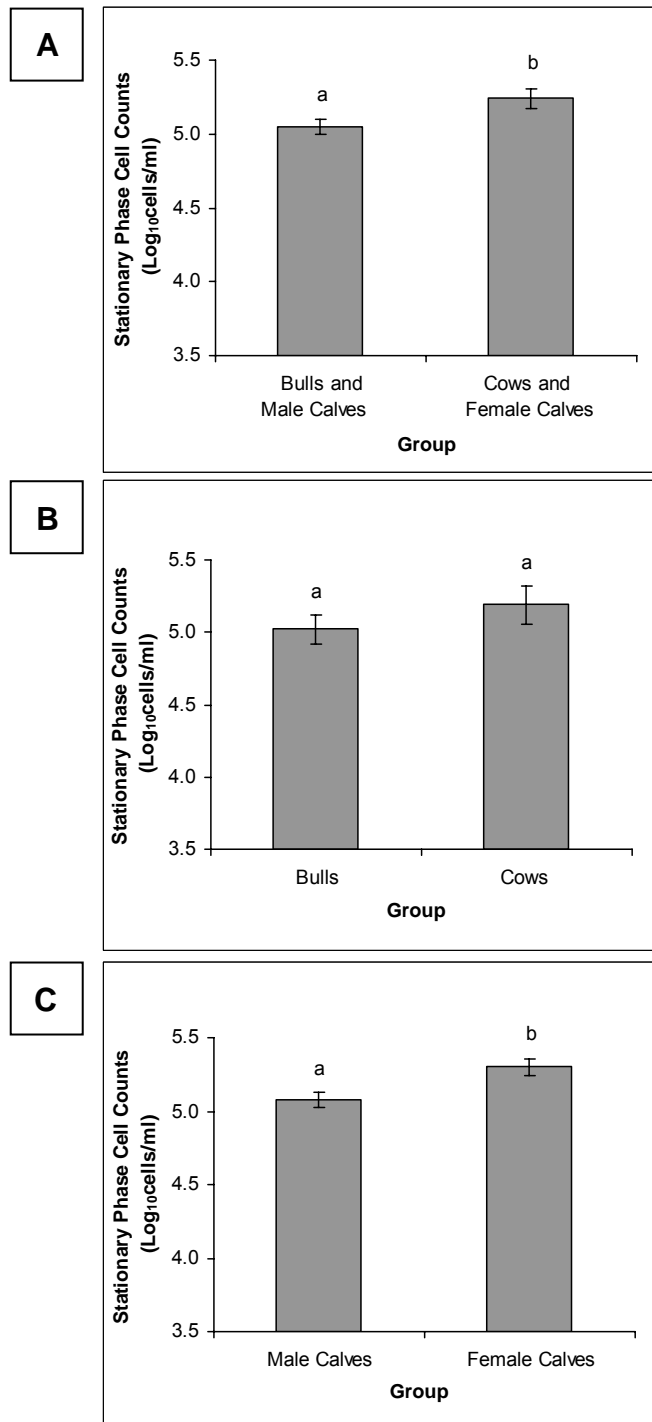 A
Stationary Phase Cell Counts
(Log₁₀cells/ml)
5.5
5.0
4.5
4.0
3.5
a
b
Bulls and
Male Calves
Cows and
Female Calves
Group
B
Stationary Phase Cell Counts
(Log₁₀cells/ml)
5.5
5.0
4.5
4.0
3.5
a
a
Bulls
Cows
Group
C
Stationary Phase Cell Counts
(Log₁₀cells/ml)
5.5
5.0
4.5
4.0
3.5
a
b
Male Calves
Female Calves
Group